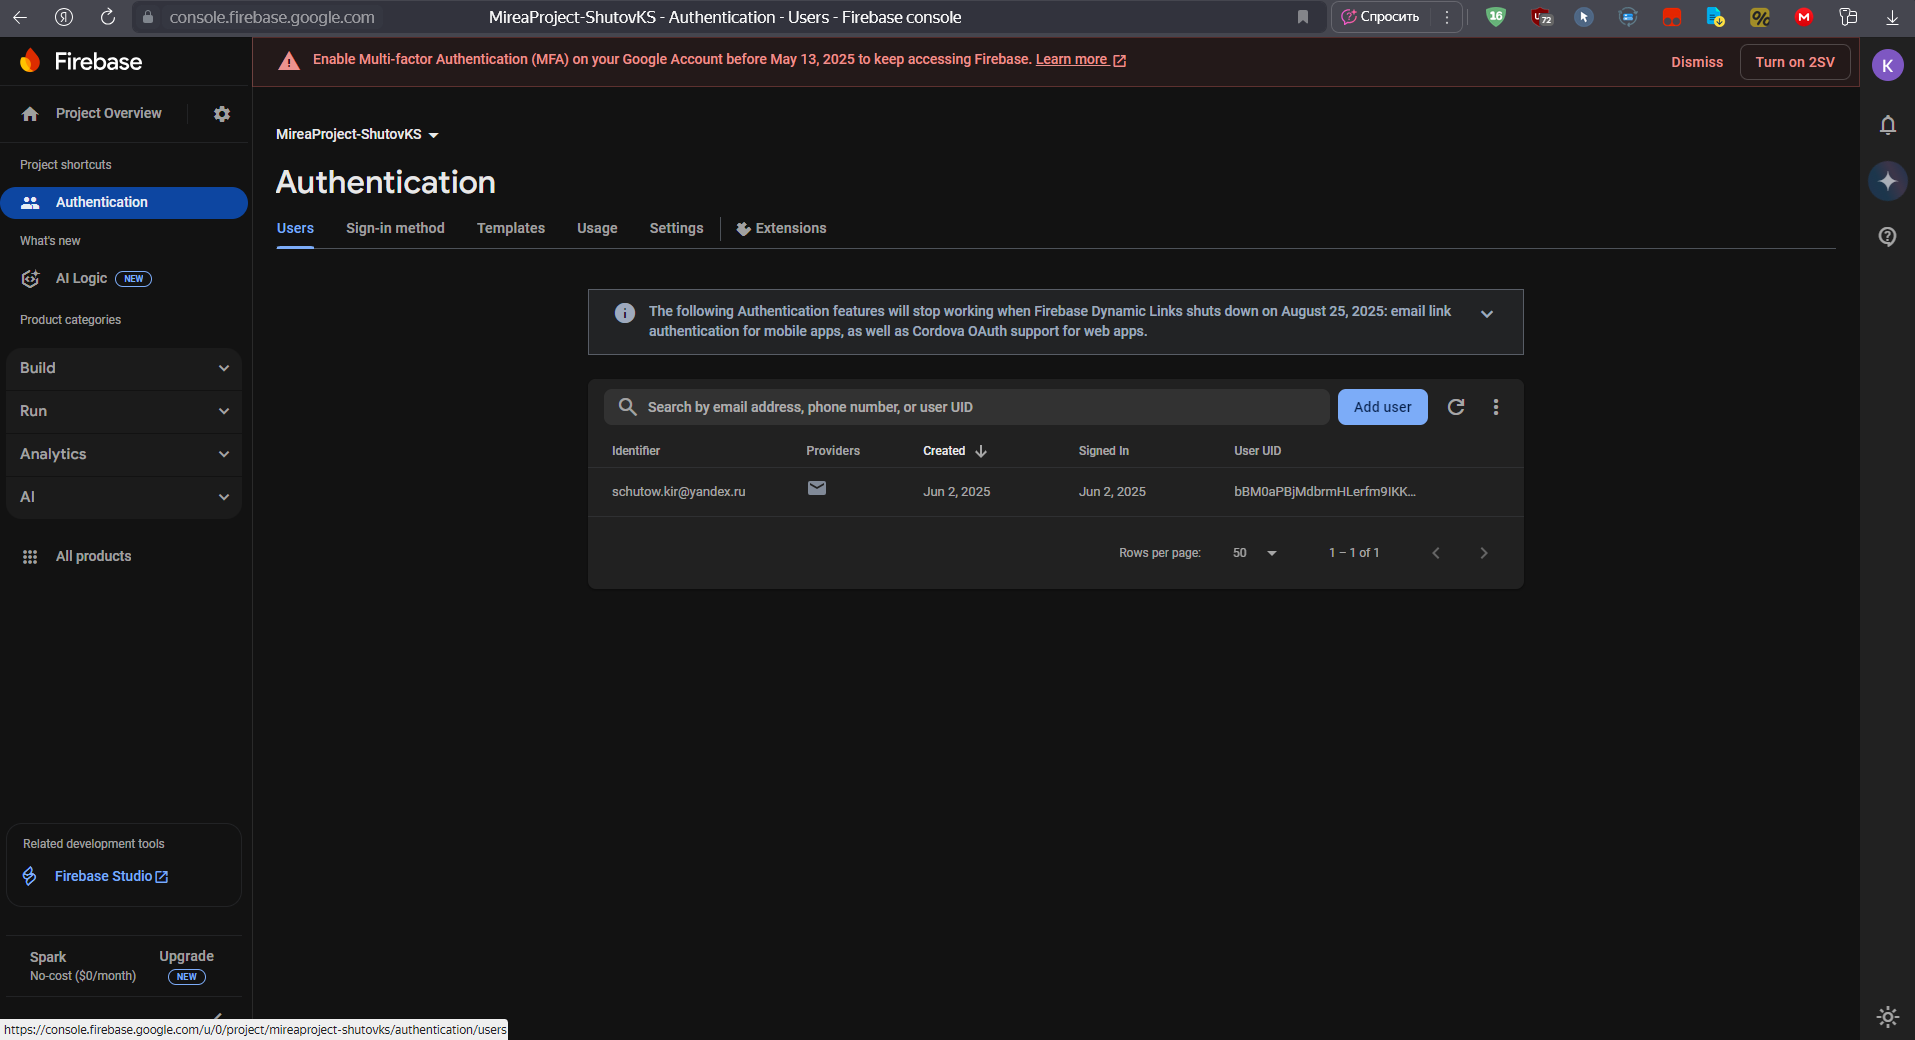 console.firebase.google.com
MireaProject-ShutovKS - Authentication - Users - Firebase console
Спросить
16
72
Firebase
Enable Multi-factor Authentication (MFA) on your Google Account before May 13, 2025 to keep accessing Firebase. Learn more
Dismiss
Turn on 2SV
K
Project Overview
Project shortcuts
Authentication
What's new
AI Logic NEW
Product categories
Build
Run
Analytics
AI
All products
Related development tools
Firebase Studio
Spark
No-cost ($0/month)
Upgrade
NEW
MireaProject-ShutovKS
Authentication
Users
Sign-in method
Templates
Usage
Settings
Extensions
The following Authentication features will stop working when Firebase Dynamic Links shuts down on August 25, 2025: email link
authentication for mobile apps, as well as Cordova OAuth support for web apps.
Search by email address, phone number, or user UID
Add user
Identifier Providers Created Signed In User UID
schutow.kir@yandex.ru Jun 2, 2025 Jun 2, 2025 bBM0aPBjMdbrmHLerfm9IKK...
Rows per page: 50 1 – 1 of 1
https://console.firebase.google.com/u/0/project/mireaproject-shutovks/authentication/users